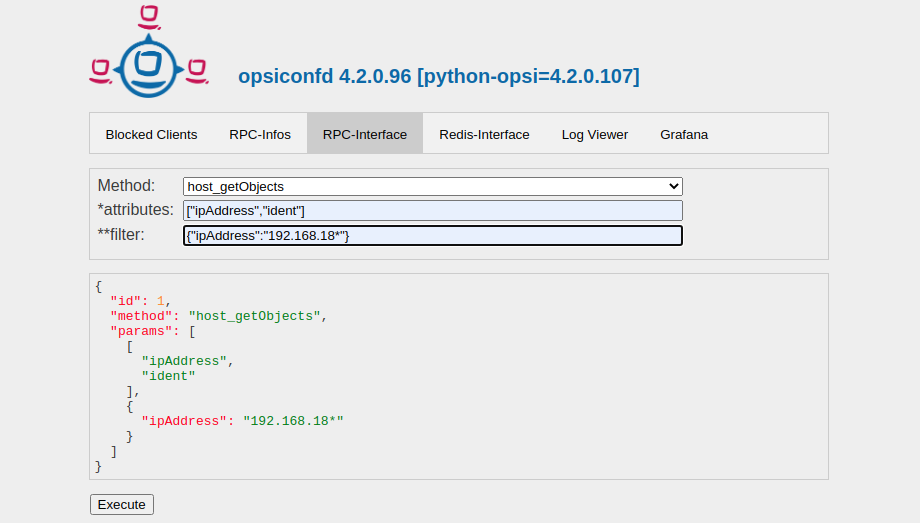 opsiconfd 4.2.0.96 [python-opsi=4.2.0.107]
Blocked Clients RPC-Infos RPC-Interface Redis-Interface Log Viewer Grafana
Method: host_getObjects
*attributes: ["ipAddress","ident"]
**filter: {"ipAddress":"192.168.18*"}
{
  "id": 1,
  "method": "host_getObjects",
  "params": [
    [
      "ipAddress",
      "ident"
    ],
    {
      "ipAddress": "192.168.18*"
    }
  ]
}
Execute